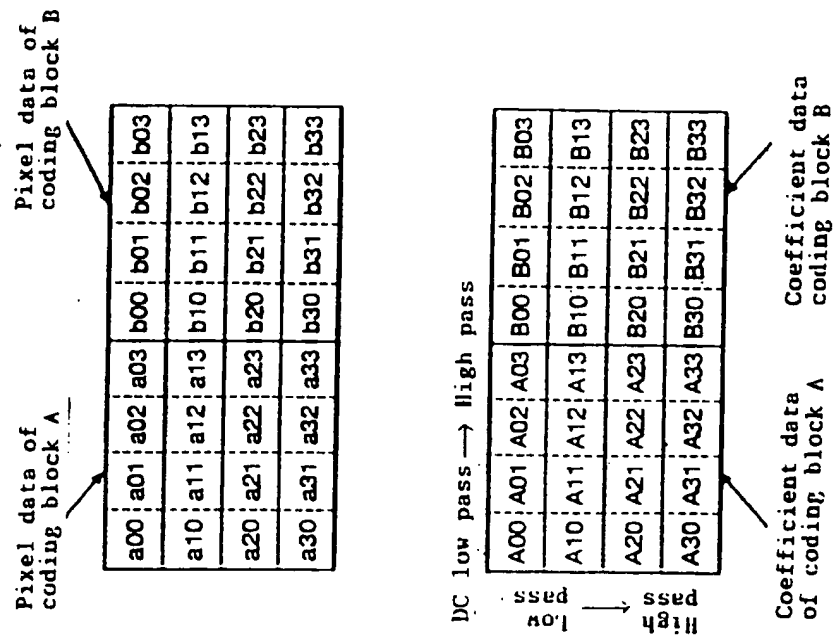 Pixel data of
coding block A
Pixel data of
coding block B
a00 a01 a02 a03 b00 b01 b02 b03
a10 a11 a12 a13 b10 b11 b12 b13
a20 a21 a22 a23 b20 b21 b22 b23
a30 a31 a32 a33 b30 b31 b32 b33
DC low pass → High pass
Low
pass
High
pass
A00 A01 A02 A03 B00 B01 B02 B03
A10 A11 A12 A13 B10 B11 B12 B13
A20 A21 A22 A23 B20 B21 B22 B23
A30 A31 A32 A33 B30 B31 B32 B33
Coefficient data
of coding block A
Coefficient data
coding block B